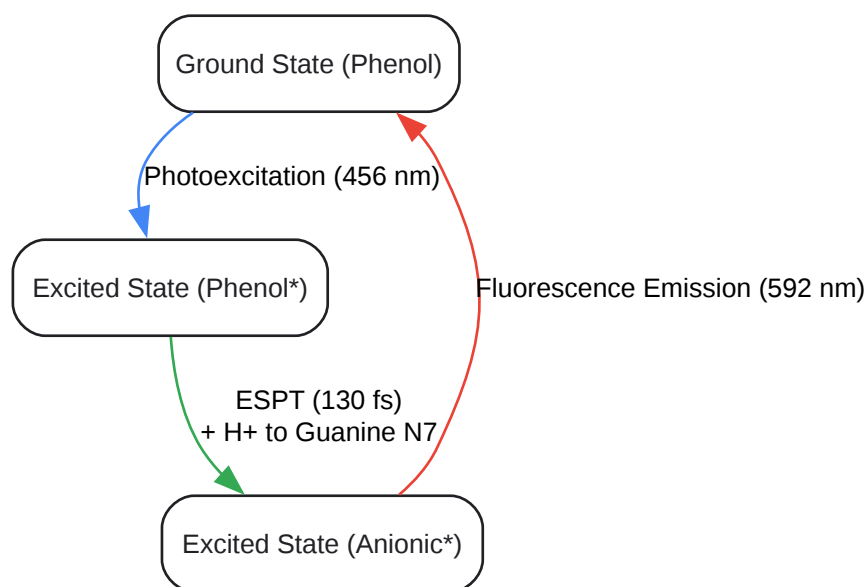 Ground State (Phenol)
Photoexcitation (456 nm)
Excited State (Phenol*)
Fluorescence Emission (592 nm)
ESPT (130 fs)
+ H+ to Guanine N7
Excited State (Anionic*)